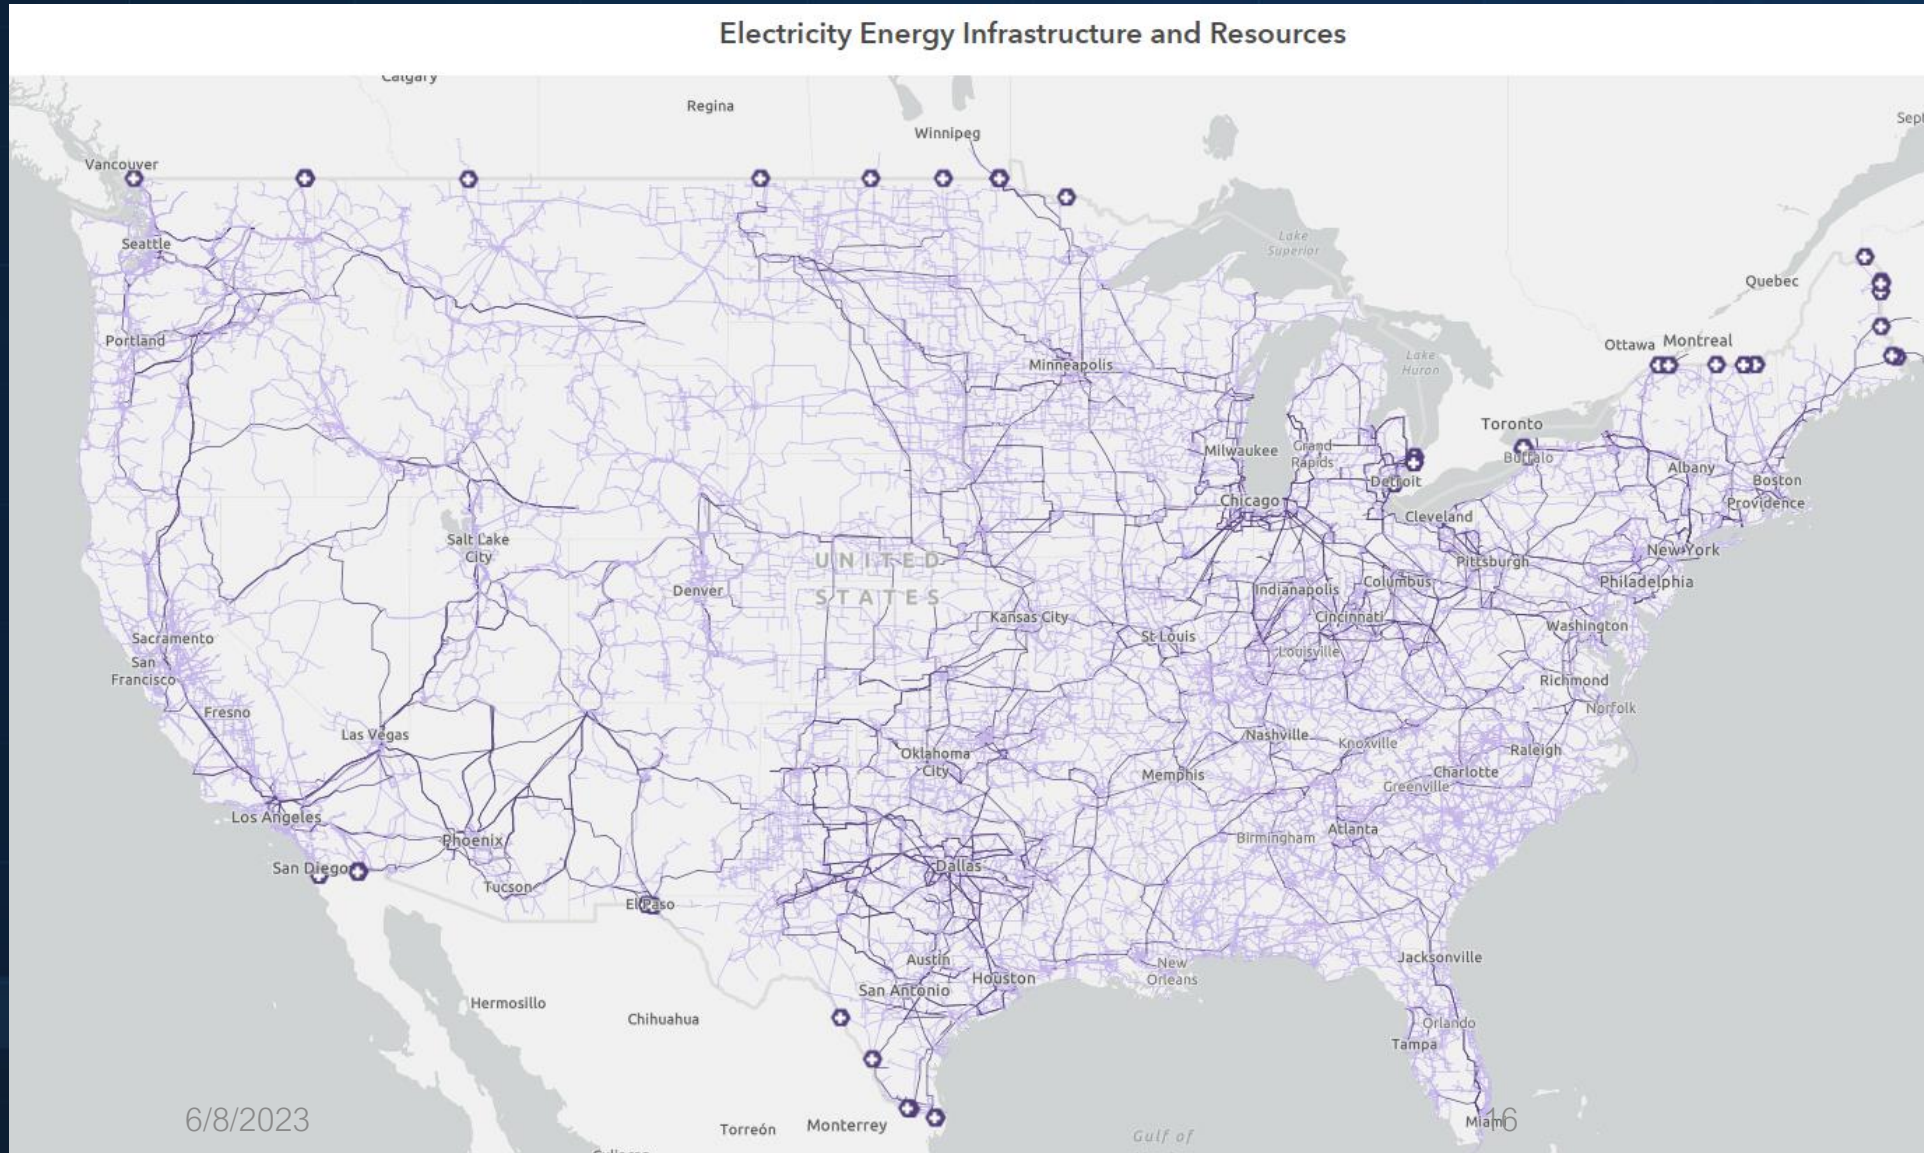 Electricity Energy Infrastructure and Resources
Calgary
Regina
Winnipeg
Vancouver
Seattle
Lake
Superior
Quebec
Portland
Ottawa
Montreal
Minneapolis
Lake
Huron
Toronto
Milwaukee
Grand
Rapids
Buffalo
Albany
Detroit
Boston
Chicago
Providence
Cleveland
Salt Lake
City
New York
UNITED
STATES
Pittsburgh
Denver
Indianapolis
Columbus
Philadelphia
Kansas City
Cincinnati
Washington
Sacramento
St Louis
San
Francisco
Louisville
Richmond
Fresno
Norfolk
Las Vegas
Nashville
Knoxville
Raleigh
Oklahoma
City
Memphis
Charlotte
Greenville
Los Angeles
Phoenix
Birmingham
Atlanta
San Diego
Dallas
Tucson
El Paso
Austin
Jacksonville
New
Orleans
Houston
San Antonio
Hermosillo
Chihuahua
Orlando
Tampa
6/8/2023
Torreón
Monterrey
Gulf of
Miami
16